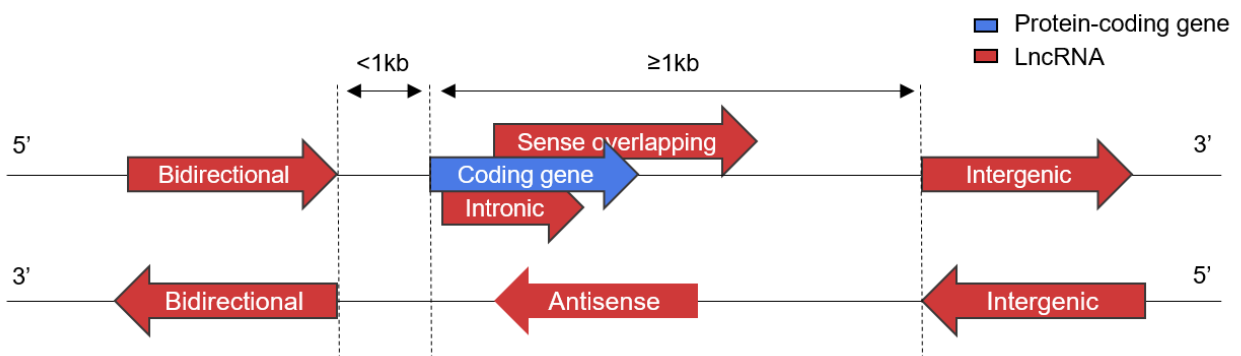 Protein-coding gene
LncRNA
<1kb
≥1kb
5’
Sense overlapping
3’
Bidirectional
Coding gene
Intergenic
Intronic
3’
5’
Bidirectional
Antisense
Intergenic